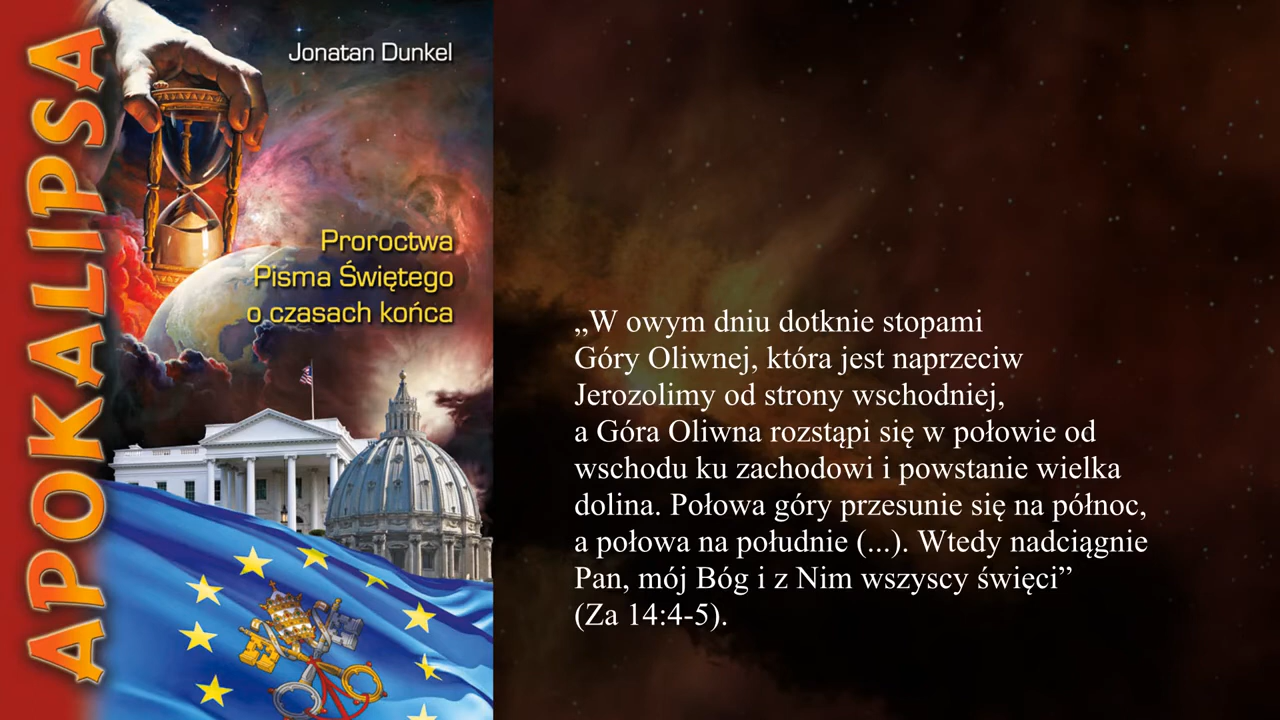 APOKALIPSA
Jonatan Dunkel
Proroctwa
Pisma Świętego
o czasach końca
„W owym dniu dotknie stopami
Góry Oliwnej, która jest naprzeciw
Jerozolimy od strony wschodniej,
a Góra Oliwna rozstąpi się w połowie od
wschodu ku zachodowi i powstanie wielka
dolina. Połowa góry przesunie się na północ,
a połowa na południe (...). Wtedy nadciągnie
Pan, mój Bóg i z Nim wszyscy święci”
(Za 14:4-5).